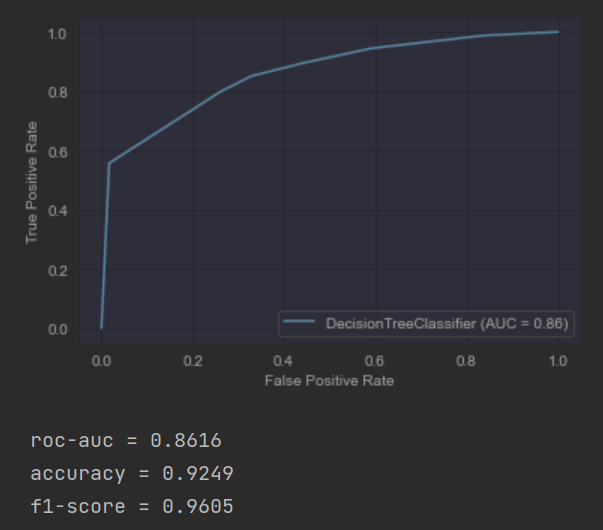 1.0
0.8
0.6
0.4
0.2
0.0
True Positive Rate
DecisionTreeClassifier (AUC = 0.86)
0.0 0.2 0.4 0.6 0.8 1.0
False Positive Rate
roc-auc = 0.8616
accuracy = 0.9249
f1-score = 0.9605